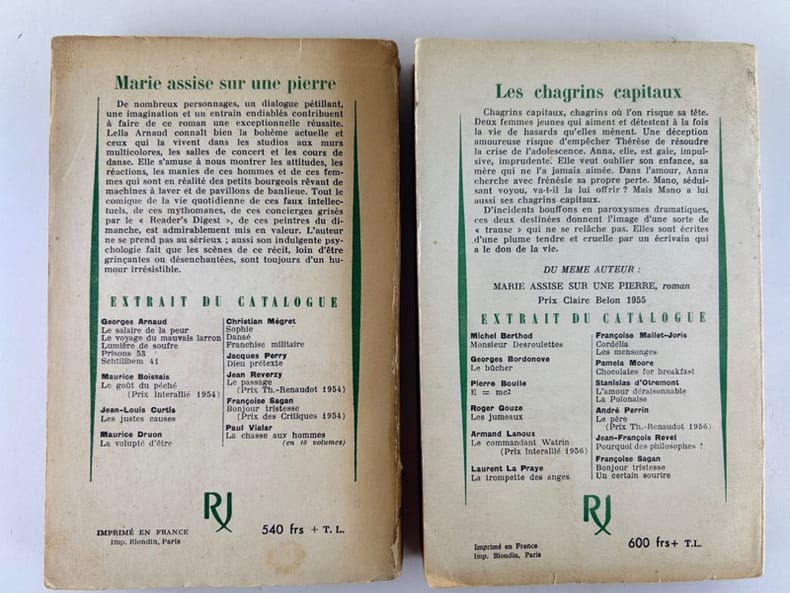 Marie assise sur une pierre
De nombreux personnages, un dialogue pétillant,
une imagination et un entrain endiablés contribuent
à faire de ce roman une exceptionnelle réussite.
Lella Arnaud connaît bien la bohème actuelle et
ceux qui la vivent dans les studios aux murs
multicolores, les salles de concert et les cours de
danse. Elle s'amuse à nous montrer les attitudes, les
réactions, les manies de ces hommes et de ces fem-
mes qui sont en réalité des petits bourgeois rêvant de
machines à laver et de pavillons de banlieue. Tout le
comique de la vie quotidienne de ces faux intellec-
tuels, de ces mythomanes, de ces concierges grisés
par le « Reader's Digest », de ces peintres du di-
manche, est admirablement mis en valeur. L'auteur
ne se prend pas au sérieux ; aussi son indulgente psy-
chologie fait que les scènes de ce récit, loin d'être
grinçantes ou désenchantées, sont toujours d'un hu-
mour irrésistible.
EXTRAIT DU CATALOGUE
Georges Arnaud
Le salaire de la peur
Le voyage du mauvais larron
Lumière de soufre
Prisons 53
Schtilibem 41
Maurice Boissais
Le goût du péché
(Prix Interallié 1954)
Jean-Louis Curtis
Les justes causes
Maurice Druon
La volupté d'être
Christian Mégret
Sophie
Danaé
Franchise militaire
Jacques Perry
Dieu prétexte
Jean Reverzy
Le passage
(Prix Th.-Renaudot 1954)
Françoise Sagan
Bonjour tristesse
(Prix des Critiques 1954)
Paul Vialar
La chasse aux hommes
(en 10 volumes)
RJ
IMPRIMÉ EN FRANCE
Imp. Blondin, Paris
540 frs + T. L.
Les chagrins capitaux
Chagrins capitaux, chagrins où l'on risque sa tête.
Deux femmes jeunes qui aiment et détestent à la fois
la vie de hasards qu'elles mènent. Une déception
amoureuse risque d'empêcher Thérèse de résoudre
la crise de l'adolescence. Anna, elle, est gaie, impul-
sive, imprudente. Elle veut oublier son enfance, sa
mère qui ne l'a jamais aimée. Dans l'amour, Anna
cherche avec frénésie sa propre perte. Mano, sédui-
sant voyou, va-t-il la lui offrir ? Mais Mano a lui
aussi ses chagrins capitaux.
D'incidents bouffons en paroxysmes dramatiques,
ces deux destinées donnent l'image d'une sorte de
« transe » qui ne se relâche pas. Elles sont écrites
d'une plume tendre et cruelle par un écrivain qui
a le don de la vie.
DU MEME AUTEUR :
MARIE ASSISE SUR UNE PIERRE, roman
Prix Claire Belon 1955
EXTRAIT DU CATALOGUE
Michel Berthod
Monsieur Desroulettes
Georges Bordonove
Le bûcher
Pierre Boulle
E = mc²
Roger Gouze
Les jumeaux
Armand Lanoux
Le commandant Watrin
(Prix Interallié 1956)
Laurent La Praye
La trompette des anges
Françoise Mallet-Joris
Cordélia
Les mensonges
Pamela Moore
Chocolates for breakfast
Stanislas d'Otremont
L'amour déraisonnable
La Polonaise
André Perrin
Le père
(Prix Th.-Renaudot 1956)
Jean-François Revel
Pourquoi des philosophes ?
Françoise Sagan
Bonjour tristesse
Un certain sourire
RJ
Imprimé en France
Imp. Blondin, Paris
600 frs + T.L.